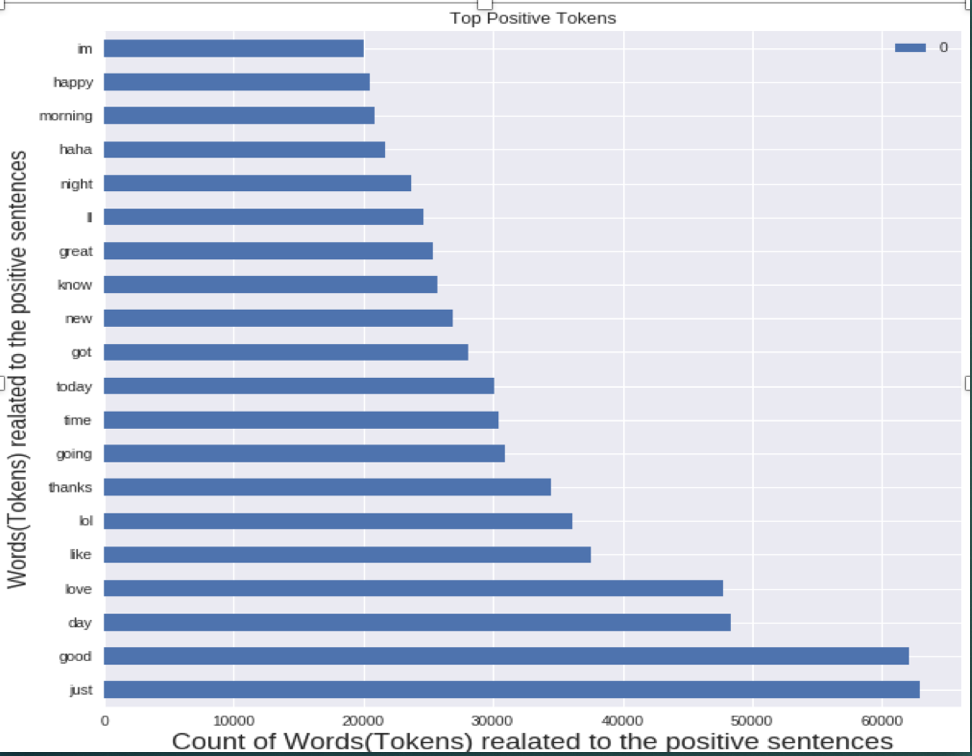 Top Positive Tokens
0
im
happy
morning
haha
night
ll
great
know
new
got
today
time
going
thanks
lol
like
love
day
good
just
0 10000 20000 30000 40000 50000 60000
Count of Words(Tokens) realated to the positive sentences
Words(Tokens) realated to the positive sentences